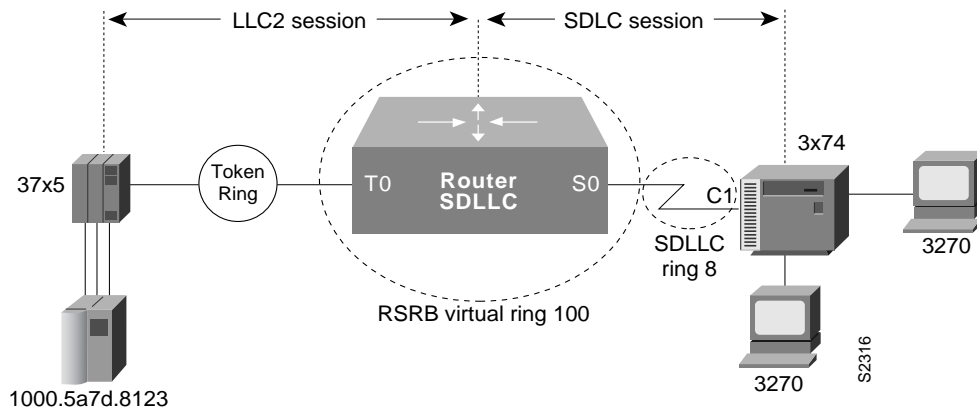 LLC2 session
SDLC session
3x74
37x5
Token
Ring
T0
Router
SDLLC
S0
C1
SDLLC
ring 8
3270
RSRB virtual ring 100
3270
S2316
1000.5a7d.8123